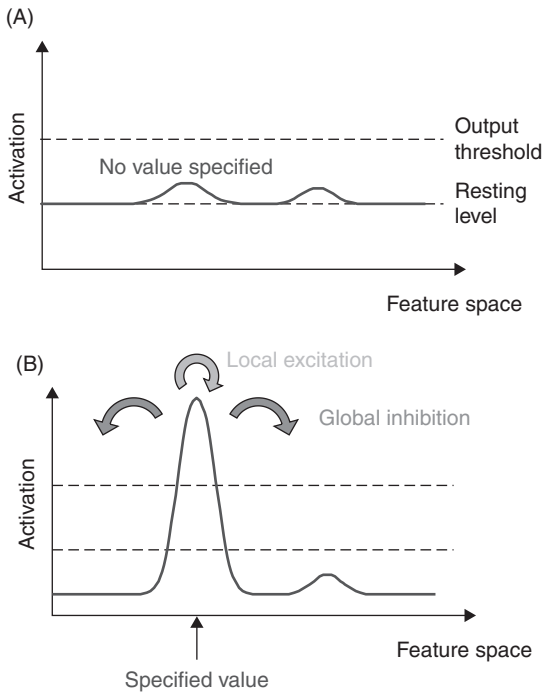 (A)
Activation
Output
threshold
No value specified
Resting
level
Feature space
(B)
Local excitation
Global inhibition
Activation
Feature space
Specified value